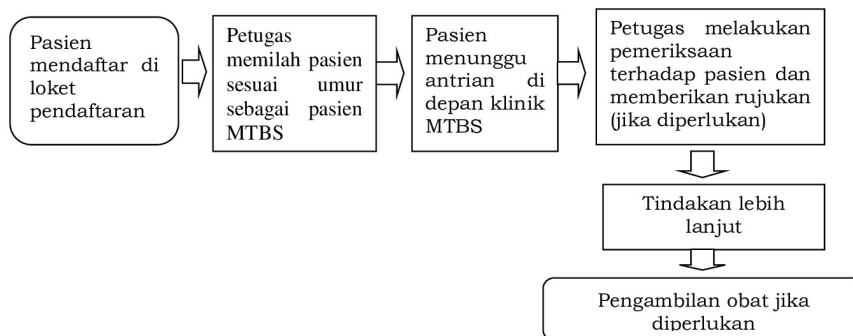 Pasien
mendaftar di
loket
pendaftaran
Petugas
memilah pasien
sesuai umur
sebagai pasien
MTBS
Pasien
menunggu
antrian di
depan klinik
MTBS
Petugas melakukan
pemeriksaan
terhadap pasien dan
memberikan rujukan
(jika diperlukan)
Tindakan lebih
lanjut
Pengambilan obat jika
diperlukan